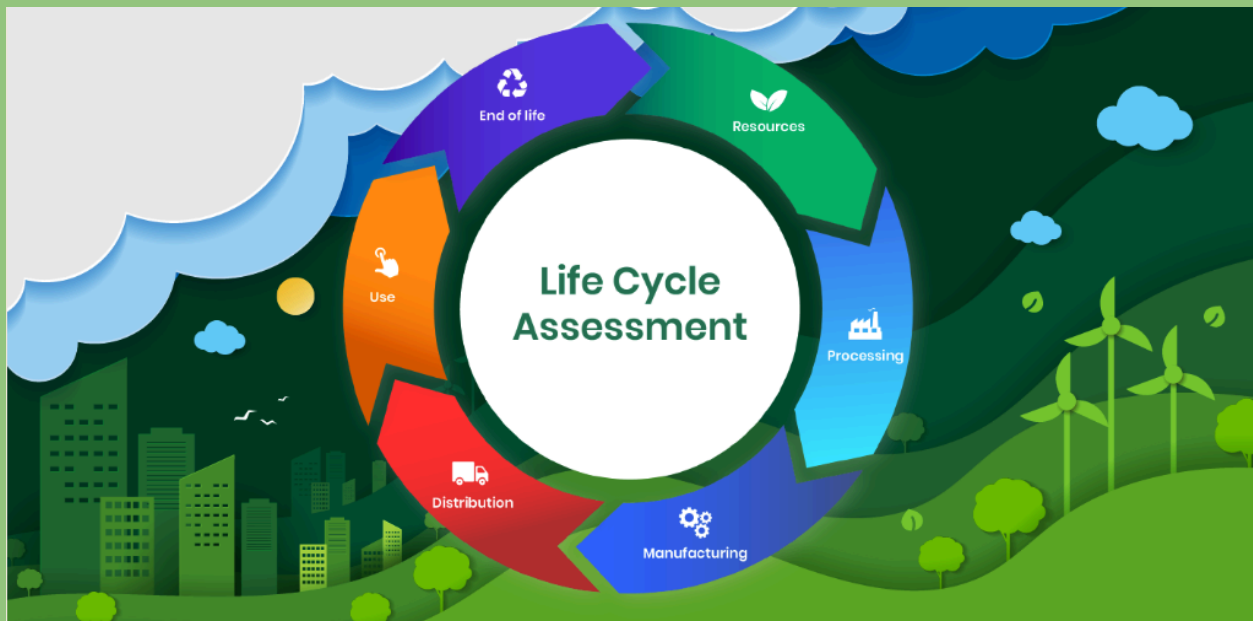 Life Cycle
Assessment
Resources
Processing
Manufacturing
Distribution
Use
End of life